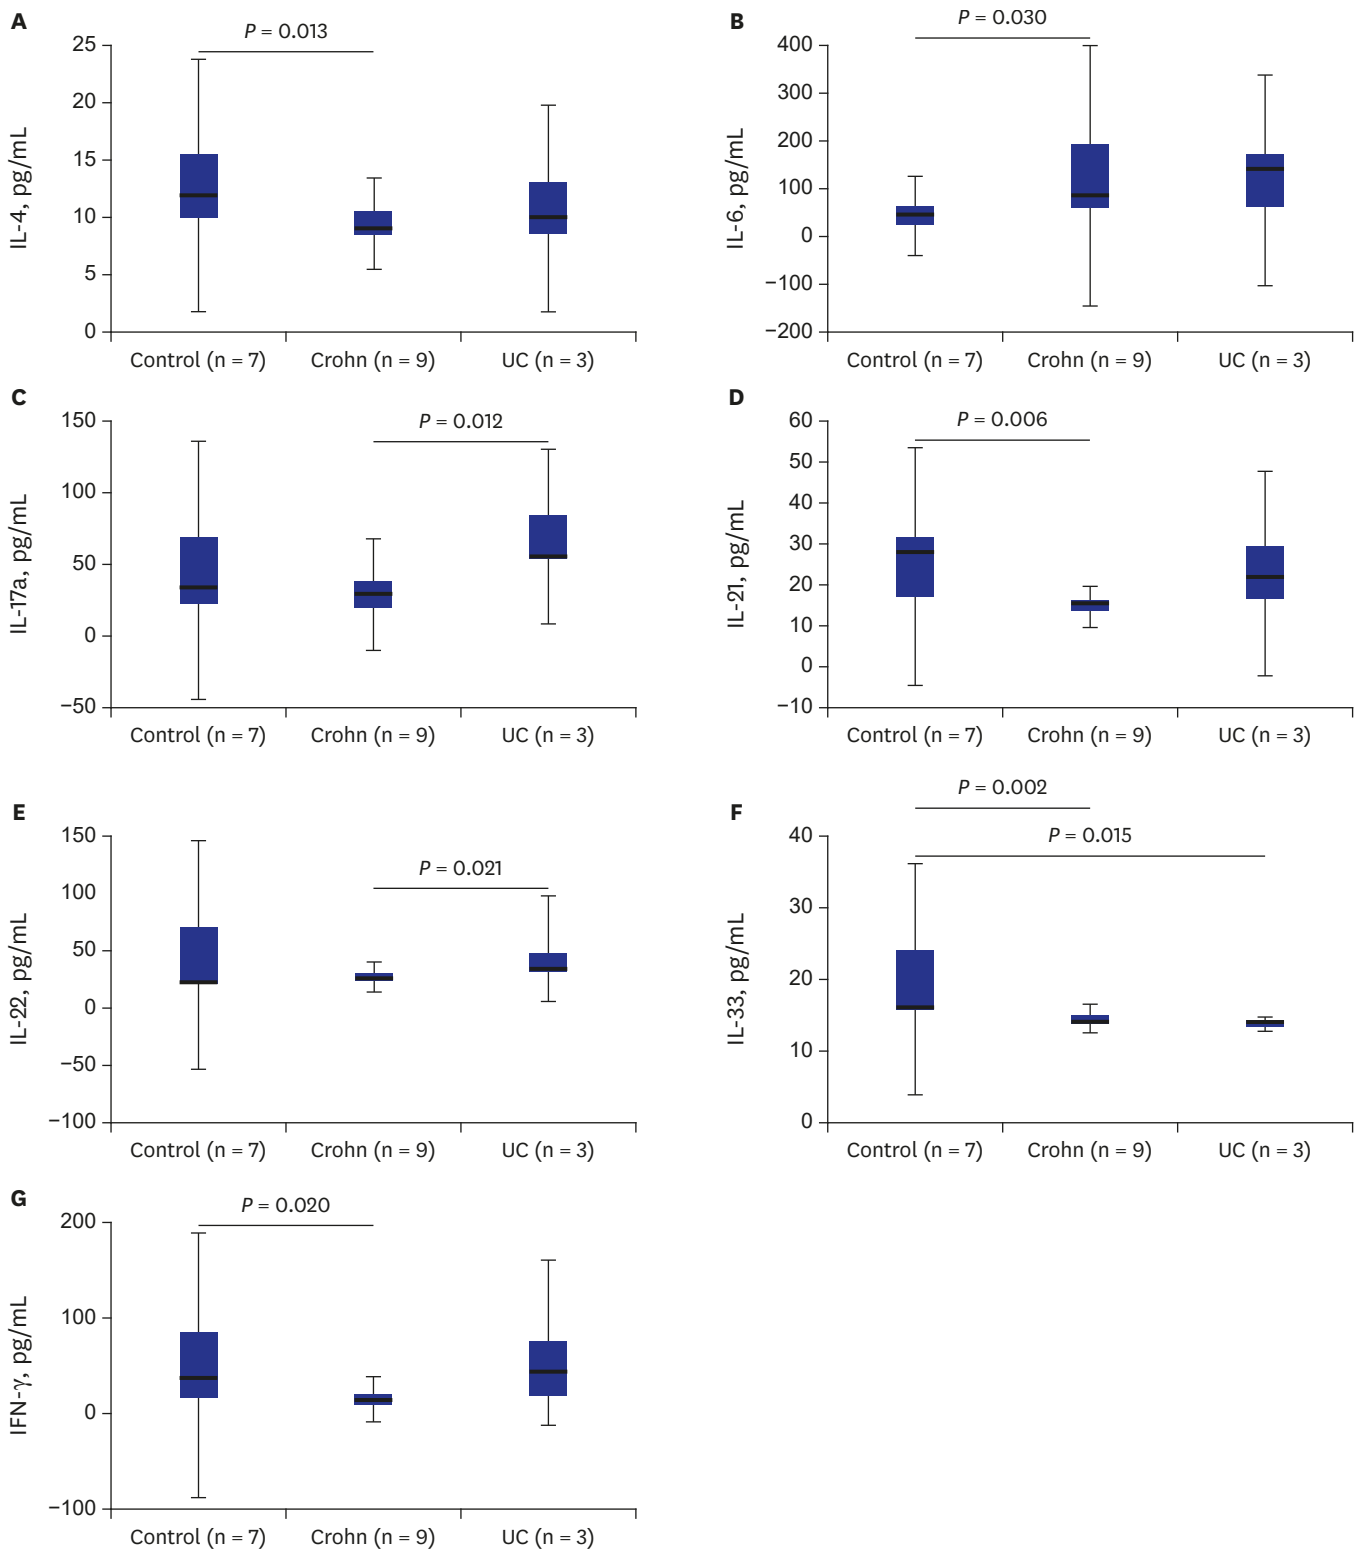 A
P = 0.013
IL-4, pg/mL
25
20
15
10
5
0
Control (n = 7)
Crohn (n = 9)
UC (n = 3)
B
P = 0.030
IL-6, pg/mL
400
300
200
100
0
−100
−200
Control (n = 7)
Crohn (n = 9)
UC (n = 3)
C
P = 0.012
IL-17a, pg/mL
150
100
50
0
−50
Control (n = 7)
Crohn (n = 9)
UC (n = 3)
D
P = 0.006
IL-21, pg/mL
60
50
40
30
20
10
0
−10
Control (n = 7)
Crohn (n = 9)
UC (n = 3)
E
P = 0.021
IL-22, pg/mL
150
100
50
0
−50
−100
Control (n = 7)
Crohn (n = 9)
UC (n = 3)
F
P = 0.002
P = 0.015
IL-33, pg/mL
40
30
20
10
0
Control (n = 7)
Crohn (n = 9)
UC (n = 3)
G
P = 0.020
IFN-γ, pg/mL
200
100
0
−100
Control (n = 7)
Crohn (n = 9)
UC (n = 3)